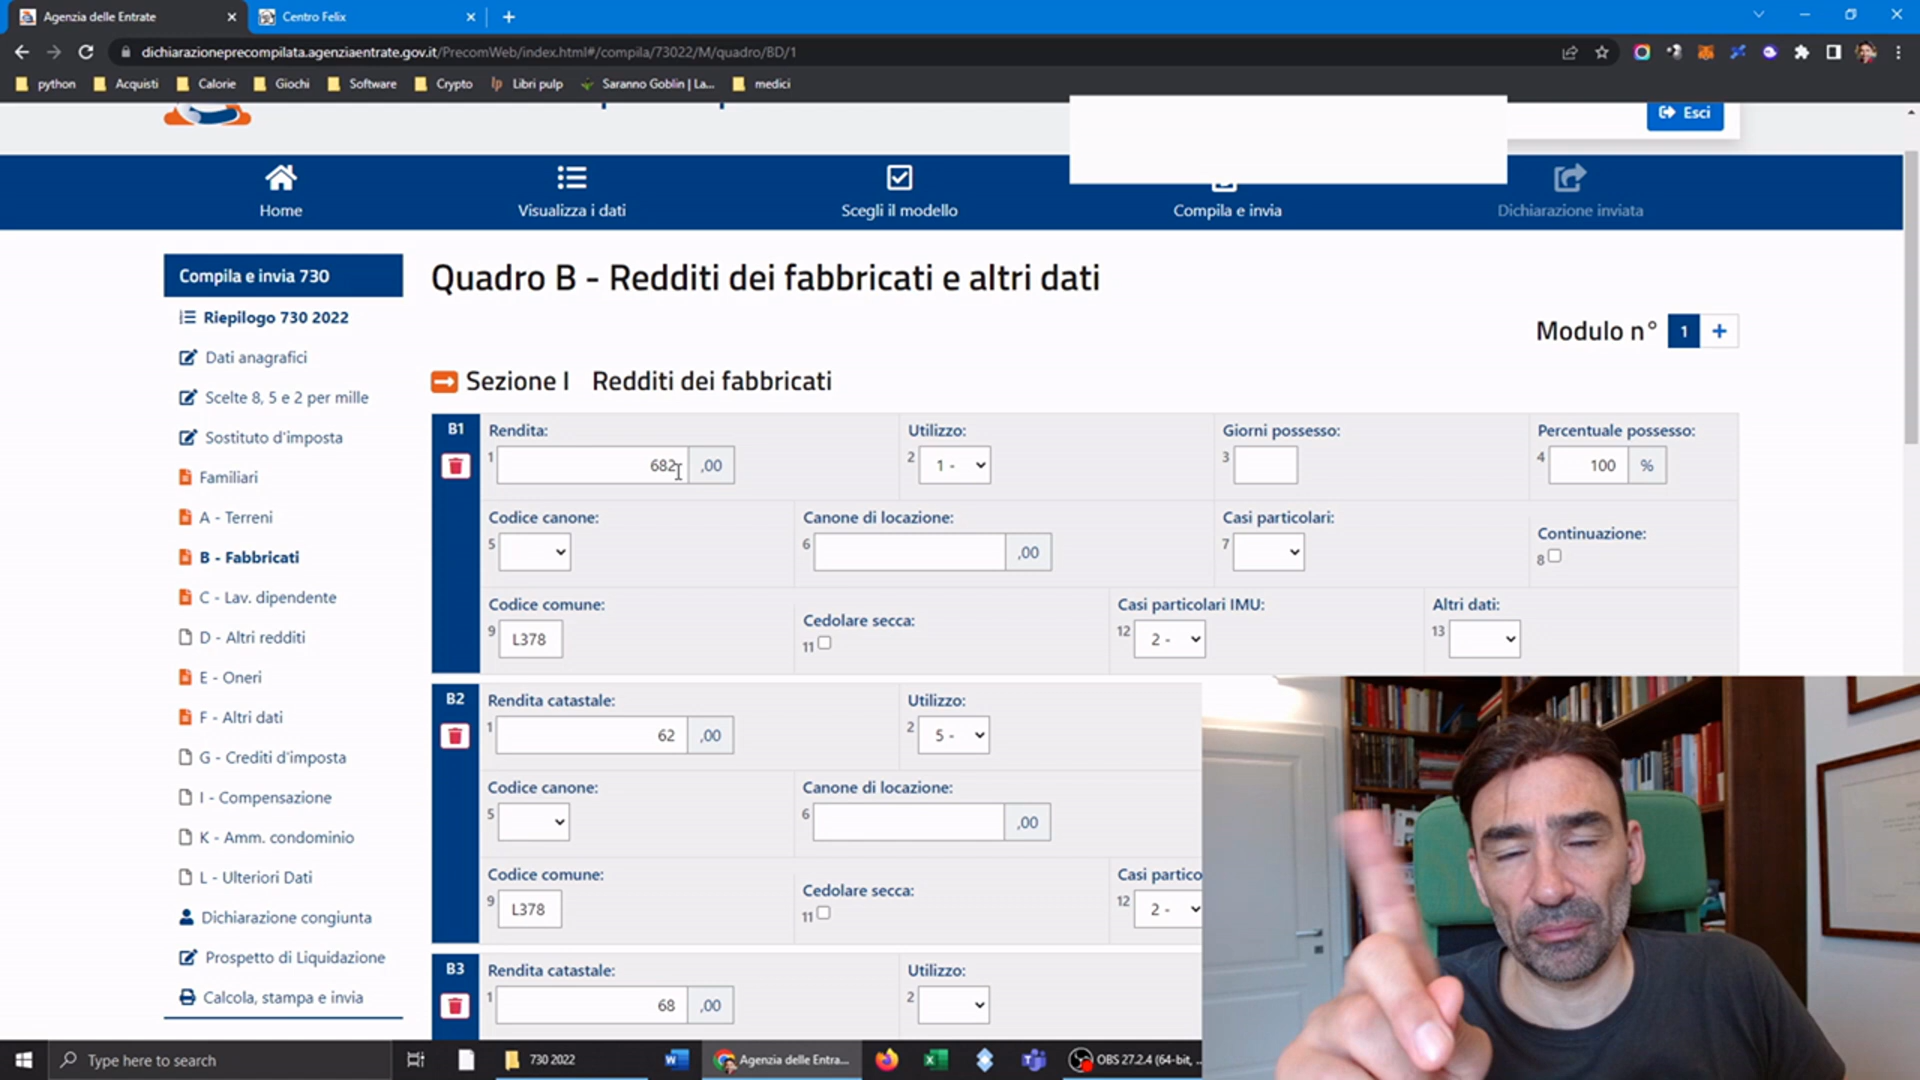 Agenzia delle Entrate
Centro Felix
dichiarazioneprecompilata.agenziaentrate.gov.it/PrecomWeb/index.html#/compila/73022/M/quadro/BD/1
python Acquisti Calorie Giochi Software Crypto lp Libri pulp Saranno Goblin | La... medici
Esci
Home Visualizza i dati Scegli il modello Compila e invia Dichiarazione inviata
Compila e invia 730
Riepilogo 730 2022
Dati anagrafici
Scelte 8, 5 e 2 per mille
Sostituto d'imposta
Familiari
A - Terreni
B - Fabbricati
C - Lav. dipendente
D - Altri redditi
E - Oneri
F - Altri dati
G - Crediti d'imposta
I - Compensazione
K - Amm. condominio
L - Ulteriori Dati
Dichiarazione congiunta
Prospetto di Liquidazione
Calcola, stampa e invia
Quadro B - Redditi dei fabbricati e altri dati
Modulo n° 1 +
Sezione I Redditi dei fabbricati
B1 Rendita: Utilizzo: Giorni possesso: Percentuale possesso:
1 682 ,00 2 1 - 3 4 100 %
Codice canone: Canone di locazione: Casi particolari: Continuazione:
5 6 ,00 7 8
Codice comune: Cedolare secca: Casi particolari IMU: Altri dati:
9 L378 11 12 2 - 13
B2 Rendita catastale: Utilizzo:
1 62 ,00 2 5 -
Codice canone: Canone di locazione:
5 6 ,00
Codice comune: Cedolare secca: Casi partico
9 L378 11 12 2 -
B3 Rendita catastale: Utilizzo:
1 68 ,00 2
Type here to search
730 2022
Agenzia delle Entra...
OBS 27.2.4 (64-bit, ...